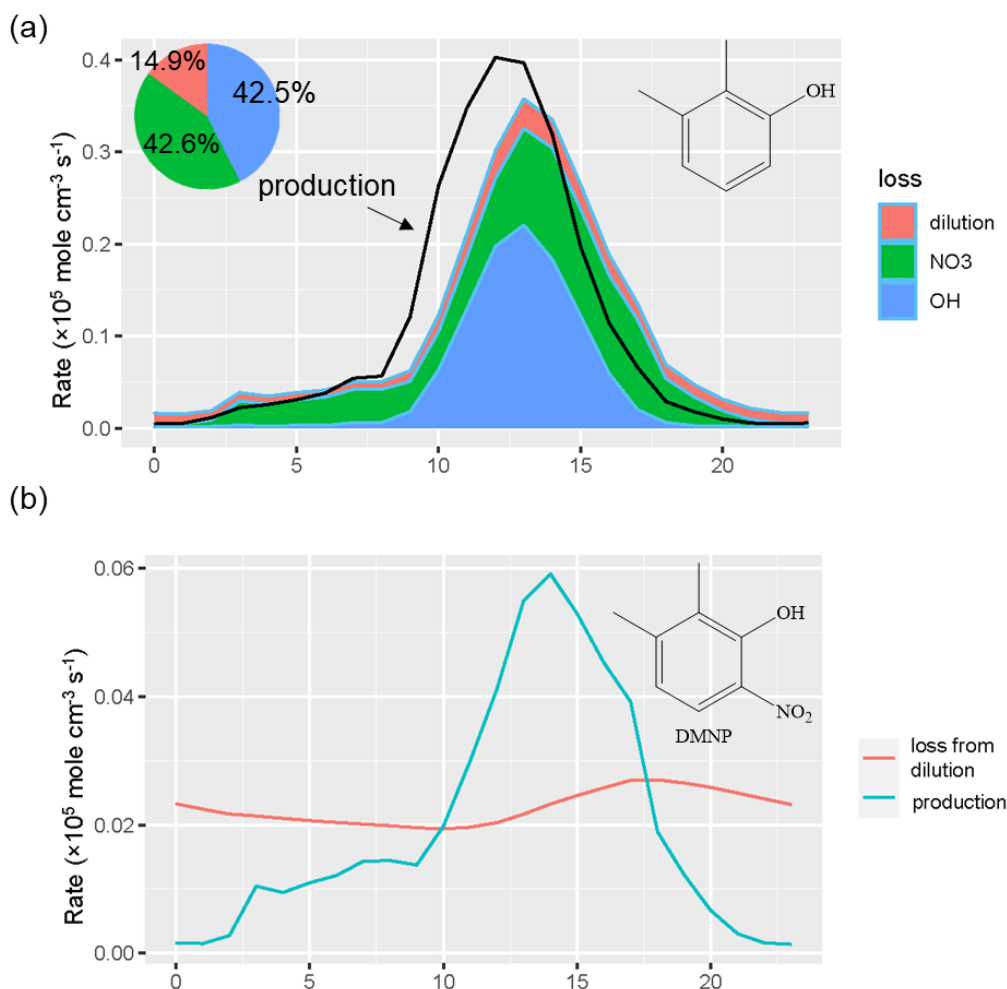 (a)
14.9%
42.5%
42.6%
production
OH
Rate (×10⁵ mole cm⁻³ s⁻¹)
0.4
0.3
0.2
0.1
0.0
0 5 10 15 20
loss
dilution
NO3
OH
(b)
Rate (×10⁵ mole cm⁻³ s⁻¹)
0.06
0.04
0.02
0.00
0 5 10 15 20
OH
NO₂
DMNP
loss from
dilution
production